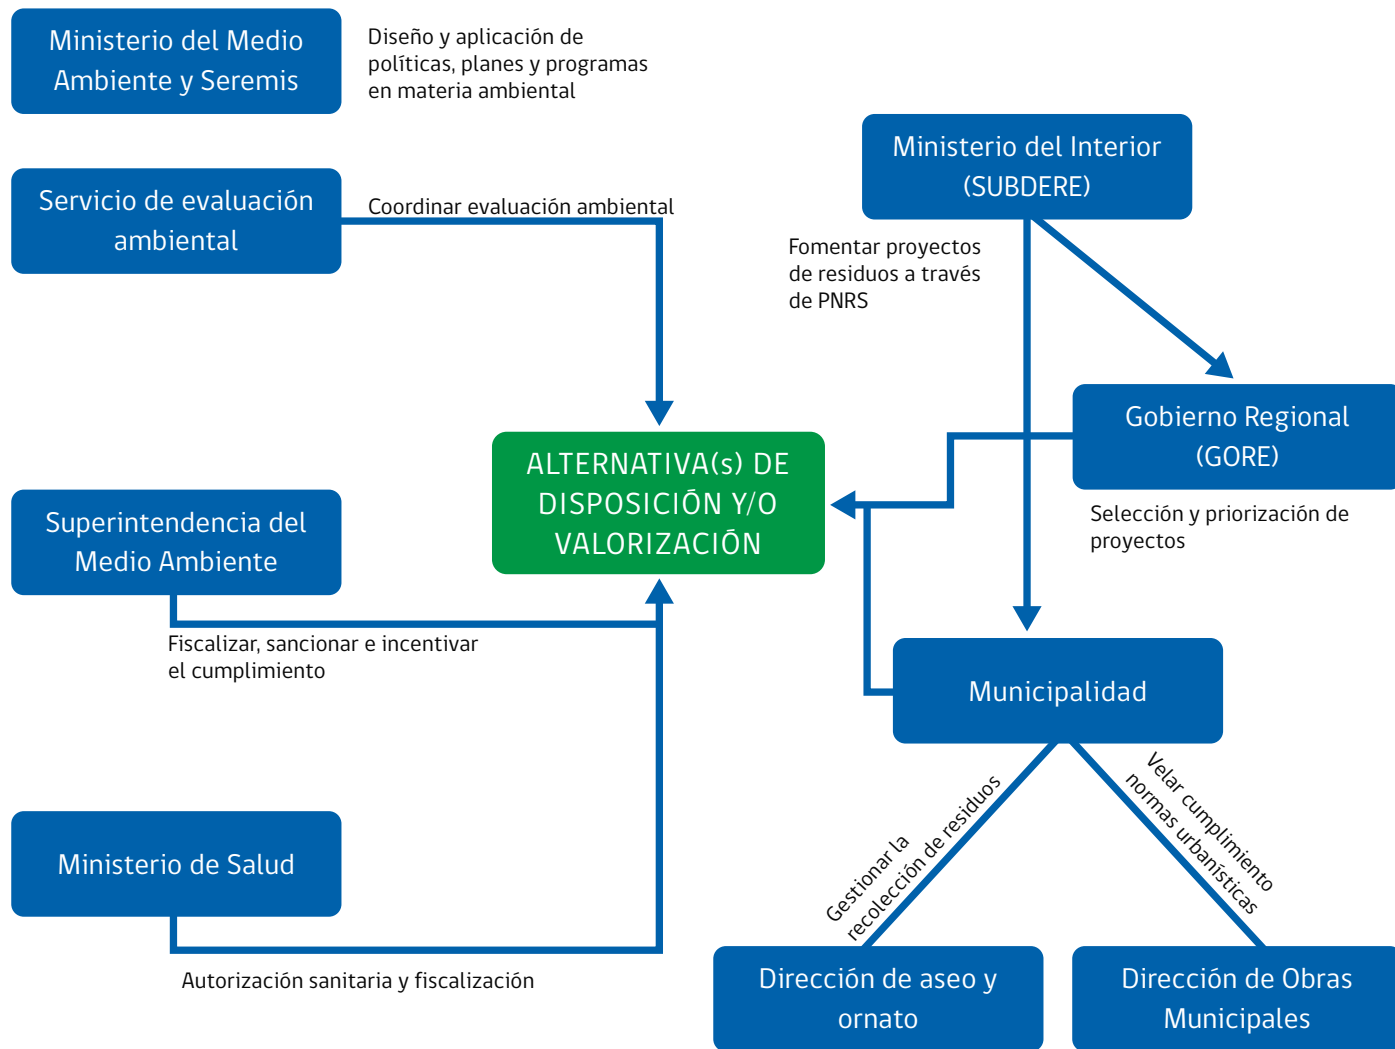 Ministerio del Medio
Ambiente y Seremis
Diseño y aplicación de
políticas, planes y programas
en materia ambiental
Ministerio del Interior
(SUBDERE)
Servicio de evaluación
ambiental
Coordinar evaluación ambiental
Fomentar proyectos
de residuos a través
de PNRS
Gobierno Regional
(GORE)
ALTERNATIVA(s) DE
DISPOSICIÓN Y/O
VALORIZACIÓN
Selección y priorización de
proyectos
Superintendencia del
Medio Ambiente
Fiscalizar, sancionar e incentivar
el cumplimiento
Municipalidad
Ministerio de Salud
Autorización sanitaria y fiscalización
Gestionar la
recolección de residuos
Velar cumplimiento
normas urbanísticas
Dirección de aseo y
ornato
Dirección de Obras
Municipales